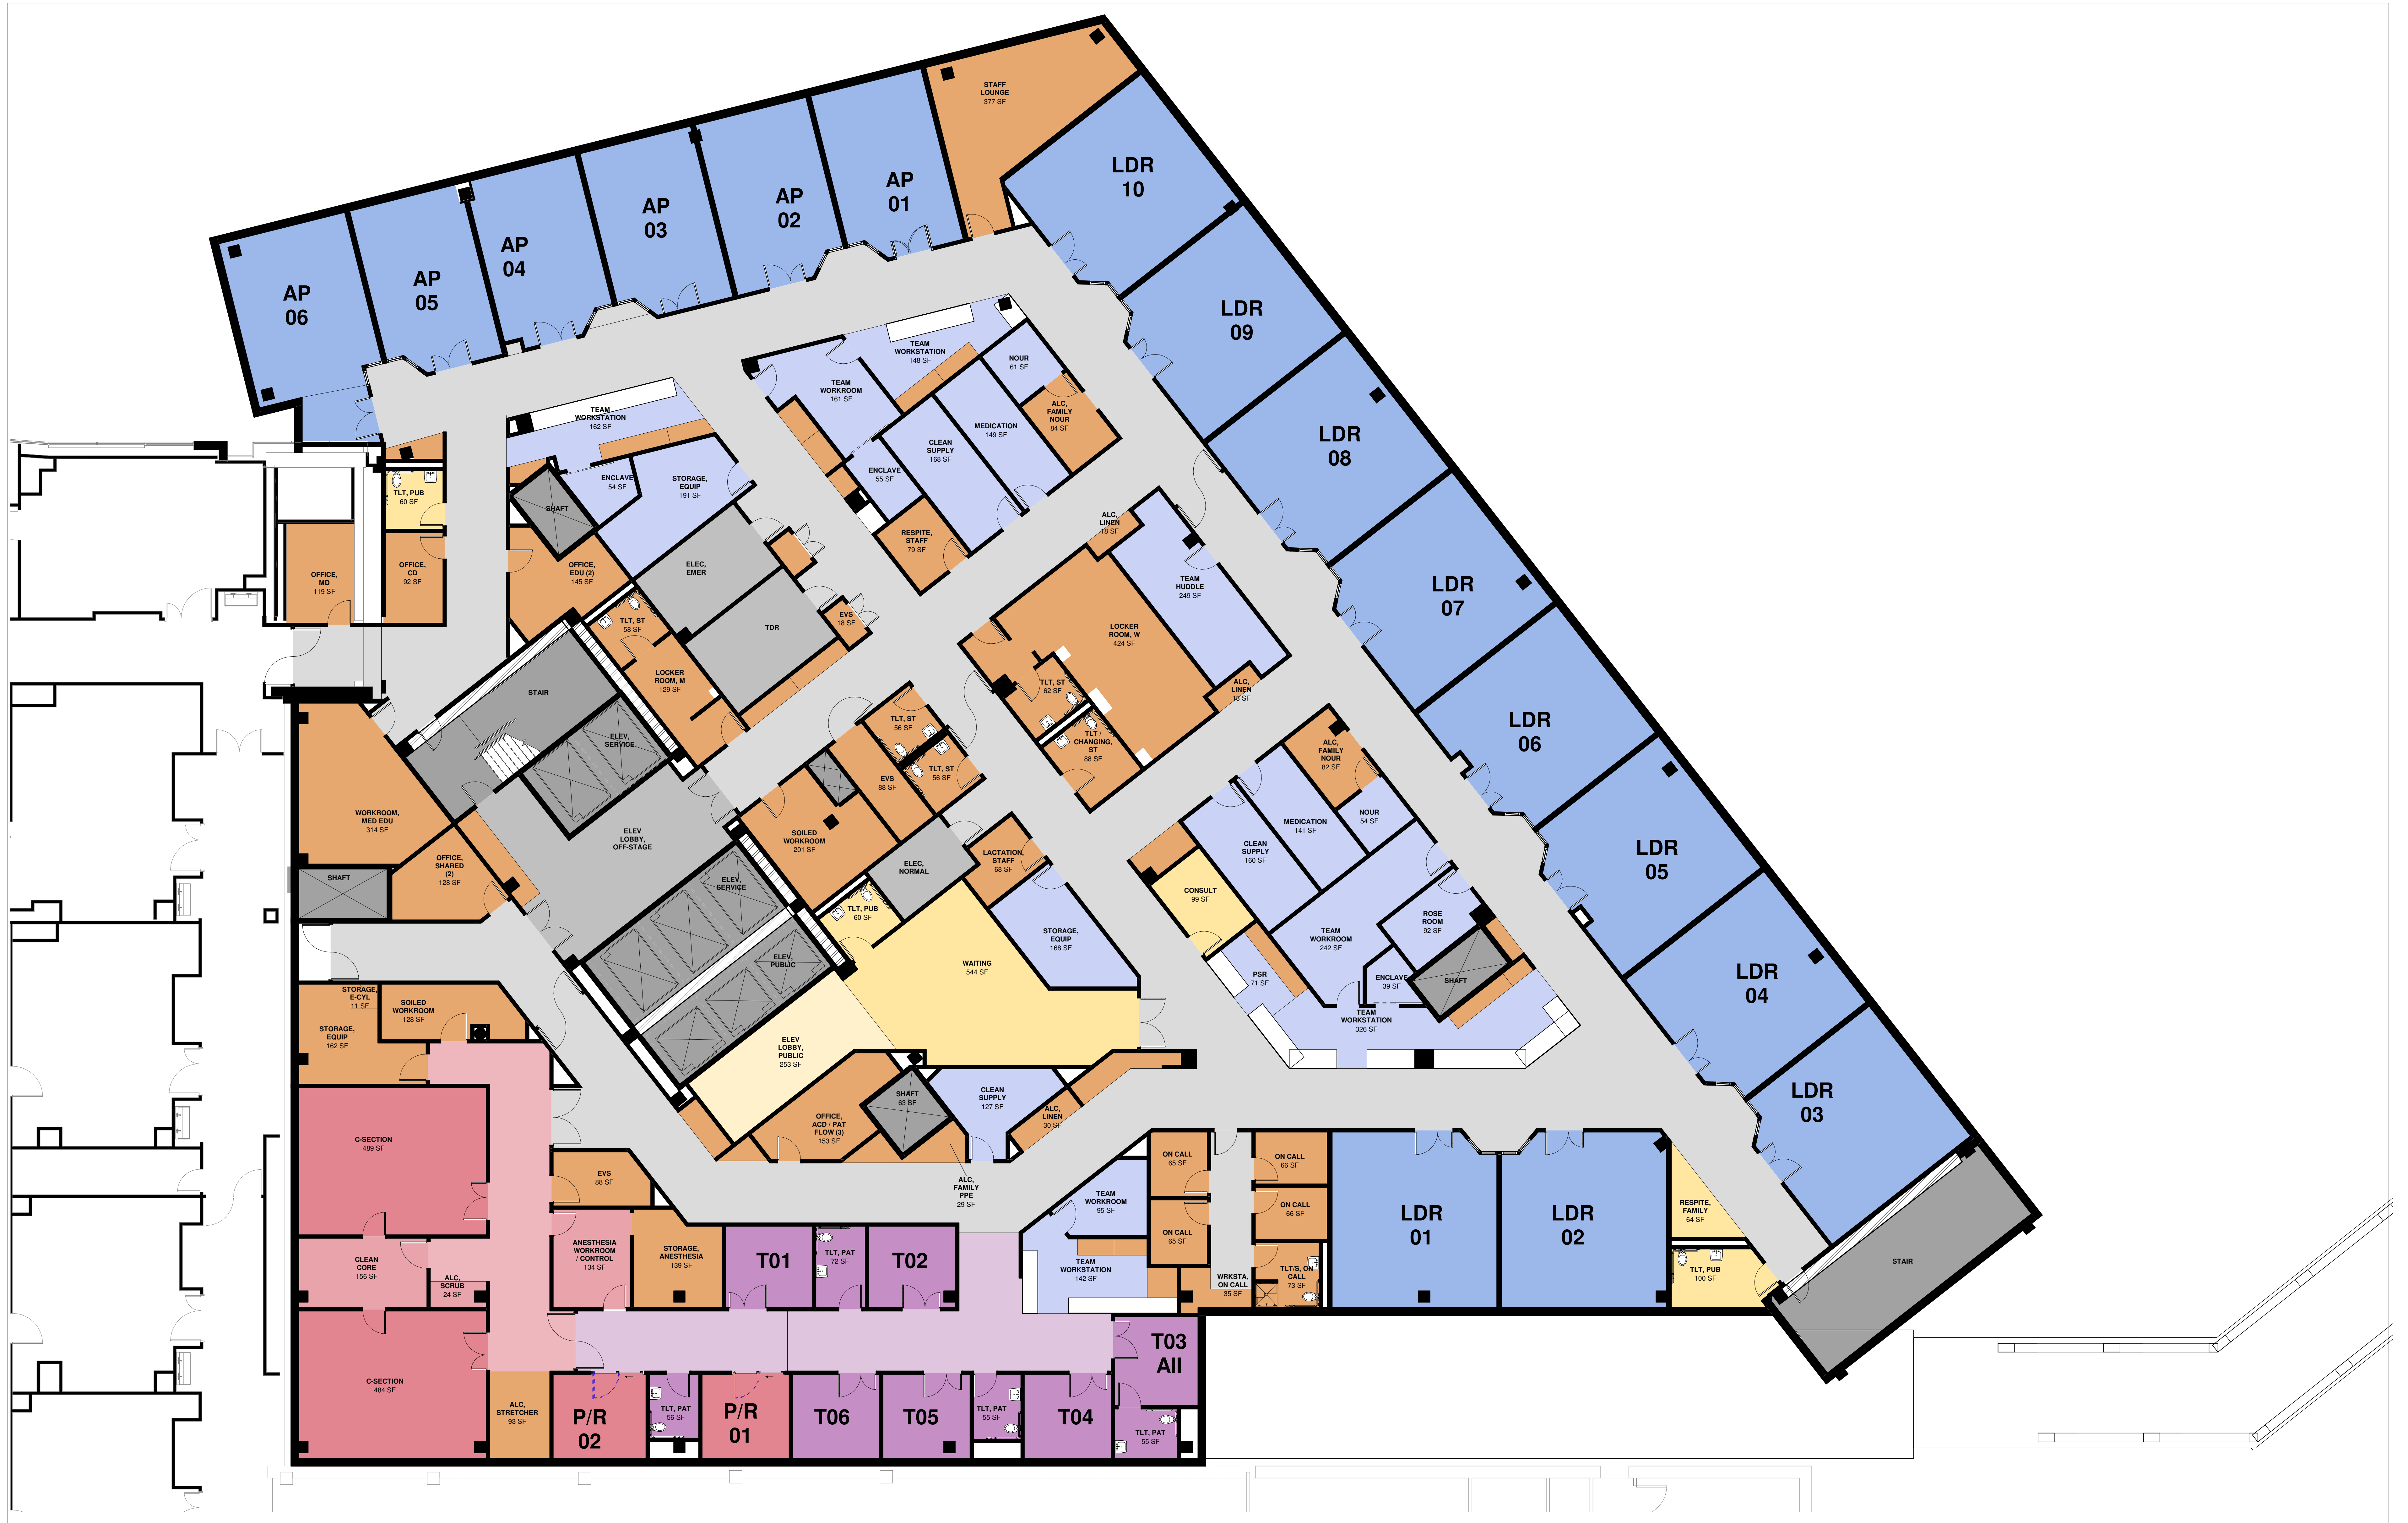 STAFF
LOUNGE
377 SF
LDR
10
AP
01
AP
02
AP
03
AP
04
AP
05
AP
06
LDR
09
LDR
08
LDR
07
LDR
06
LDR
05
LDR
04
LDR
03
TEAM
WORKSTATION
148 SF
NOUR
61 SF
TEAM
WORKROOM
161 SF
ALC,
FAMILY
NOUR
84 SF
MEDICATION
149 SF
CLEAN
SUPPLY
168 SF
ENCLAVE
55 SF
RESPITE,
STAFF
79 SF
TEAM
WORKSTATION
162 SF
ENCLAVE
54 SF
STORAGE,
EQUIP
191 SF
SHAFT
TLT, PUB
60 SF
OFFICE,
MD
119 SF
OFFICE,
CD
92 SF
OFFICE,
EDU (2)
145 SF
ELEC,
EMER
TDR
EVS
18 SF
TLT, ST
58 SF
LOCKER
ROOM, M
129 SF
STAIR
ELEV,
SERVICE
ALC,
LINEN
18 SF
TEAM
HUDDLE
249 SF
LOCKER
ROOM, W
424 SF
TLT, ST
62 SF
ALC,
LINEN
18 SF
TLT /
CHANGING,
ST
88 SF
TLT, ST
56 SF
TLT, ST
56 SF
EVS
88 SF
SOILED
WORKROOM
201 SF
ELEC,
NORMAL
LACTATION,
STAFF
68 SF
WORKROOM,
MED EDU
314 SF
OFFICE,
SHARED
(2)
128 SF
SHAFT
ELEV
LOBBY,
OFF-STAGE
ELEV,
SERVICE
ELEV,
PUBLIC
TLT, PUB
60 SF
WAITING
544 SF
STORAGE,
EQUIP
168 SF
ELEV
LOBBY,
PUBLIC
253 SF
ALC,
FAMILY
NOUR
82 SF
NOUR
54 SF
MEDICATION
141 SF
CLEAN
SUPPLY
160 SF
CONSULT
99 SF
ROSE
ROOM
92 SF
TEAM
WORKROOM
242 SF
PSR
71 SF
ENCLAVE
39 SF
SHAFT
TEAM
WORKSTATION
326 SF
STORAGE,
E-CYL
11 SF
SOILED
WORKROOM
128 SF
STORAGE,
EQUIP
162 SF
OFFICE,
ACD / PAT
FLOW (3)
153 SF
SHAFT
63 SF
CLEAN
SUPPLY
127 SF
ALC,
LINEN
30 SF
ALC,
FAMILY
PPE
29 SF
C-SECTION
489 SF
EVS
88 SF
ANESTHESIA
WORKROOM
/ CONTROL
134 SF
STORAGE,
ANESTHESIA
139 SF
CLEAN
CORE
156 SF
ALC,
SCRUB
24 SF
T01
TLT, PAT
72 SF
T02
TEAM
WORKROOM
95 SF
TEAM
WORKSTATION
142 SF
ON CALL
65 SF
ON CALL
66 SF
ON CALL
65 SF
ON CALL
66 SF
WRKSTA,
ON CALL
35 SF
TLT/S, ON
CALL
73 SF
LDR
01
LDR
02
RESPITE,
FAMILY
64 SF
TLT, PUB
100 SF
STAIR
C-SECTION
484 SF
ALC,
STRETCHER
93 SF
P/R
02
TLT, PAT
56 SF
P/R
01
T06
T05
TLT, PAT
55 SF
T04
T03
AII
TLT, PAT
55 SF